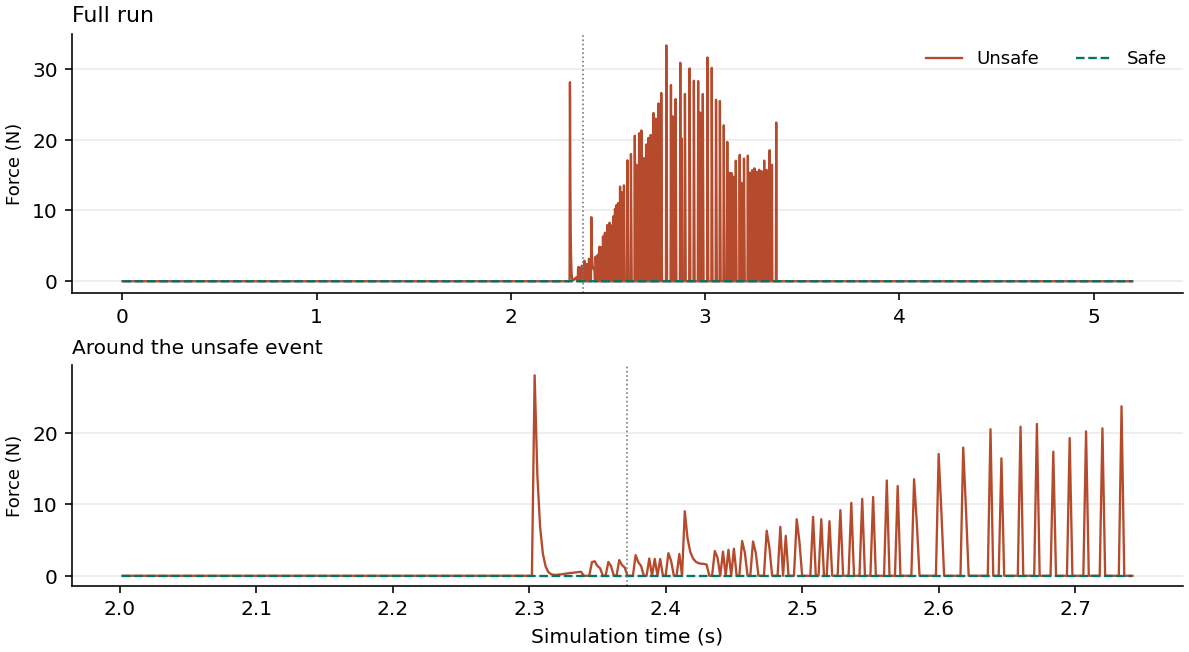 Full run
Force (N)
30
20
10
0
Unsafe
Safe
0 1 2 3 4 5
Around the unsafe event
Force (N)
20
10
0
2.0 2.1 2.2 2.3 2.4 2.5 2.6 2.7
Simulation time (s)